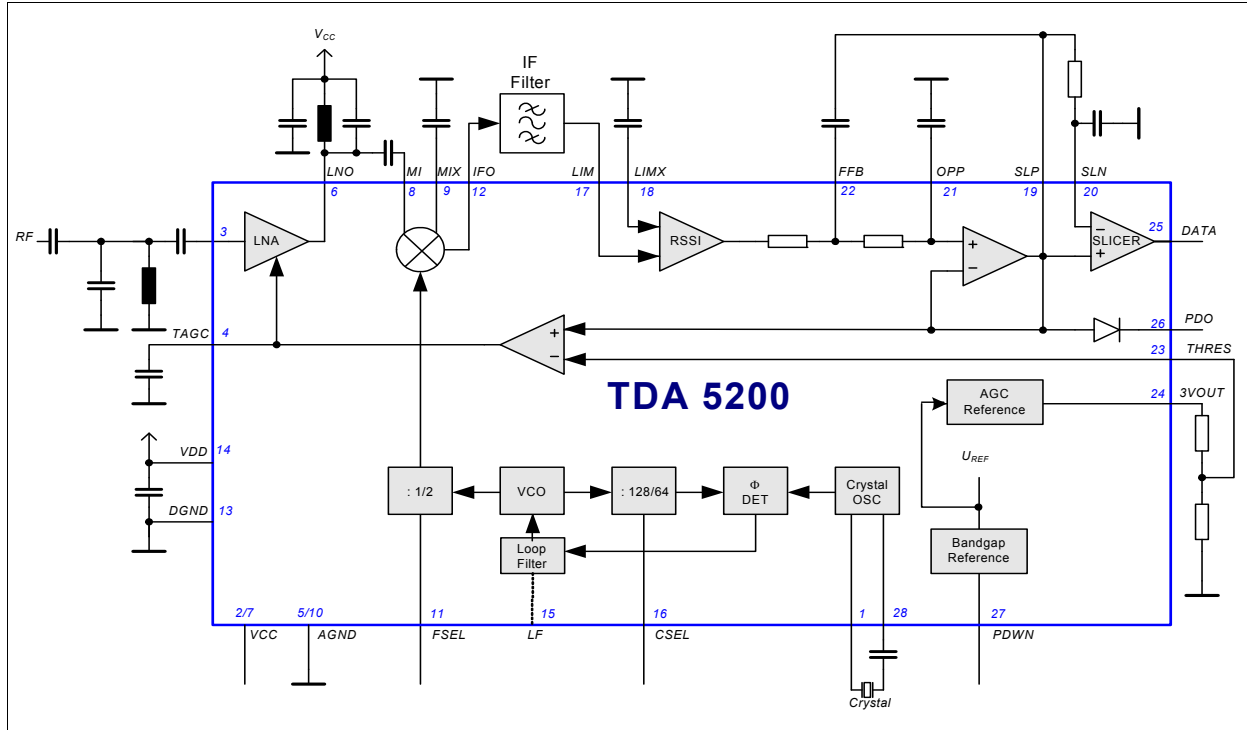 VCC
IF
Filter
LNO
MI
MIX
IFO
LIM
LIMX
FFB
OPP
SLP
SLN
6
8
9
12
17
18
22
21
19
20
RF
3
LNA
RSSI
+
−
−
SLICER
+
25
DATA
TAGC
4
+
−
26
PDO
23
THRES
TDA 5200
AGC
Reference
24
3VOUT
VDD
14
UREF
: 1/2
VCO
: 128/64
Φ
DET
Crystal
OSC
DGND
13
Loop
Filter
Bandgap
Reference
2/7
5/10
11
15
16
1
28
27
VCC
AGND
FSEL
LF
CSEL
PDWN
Crystal